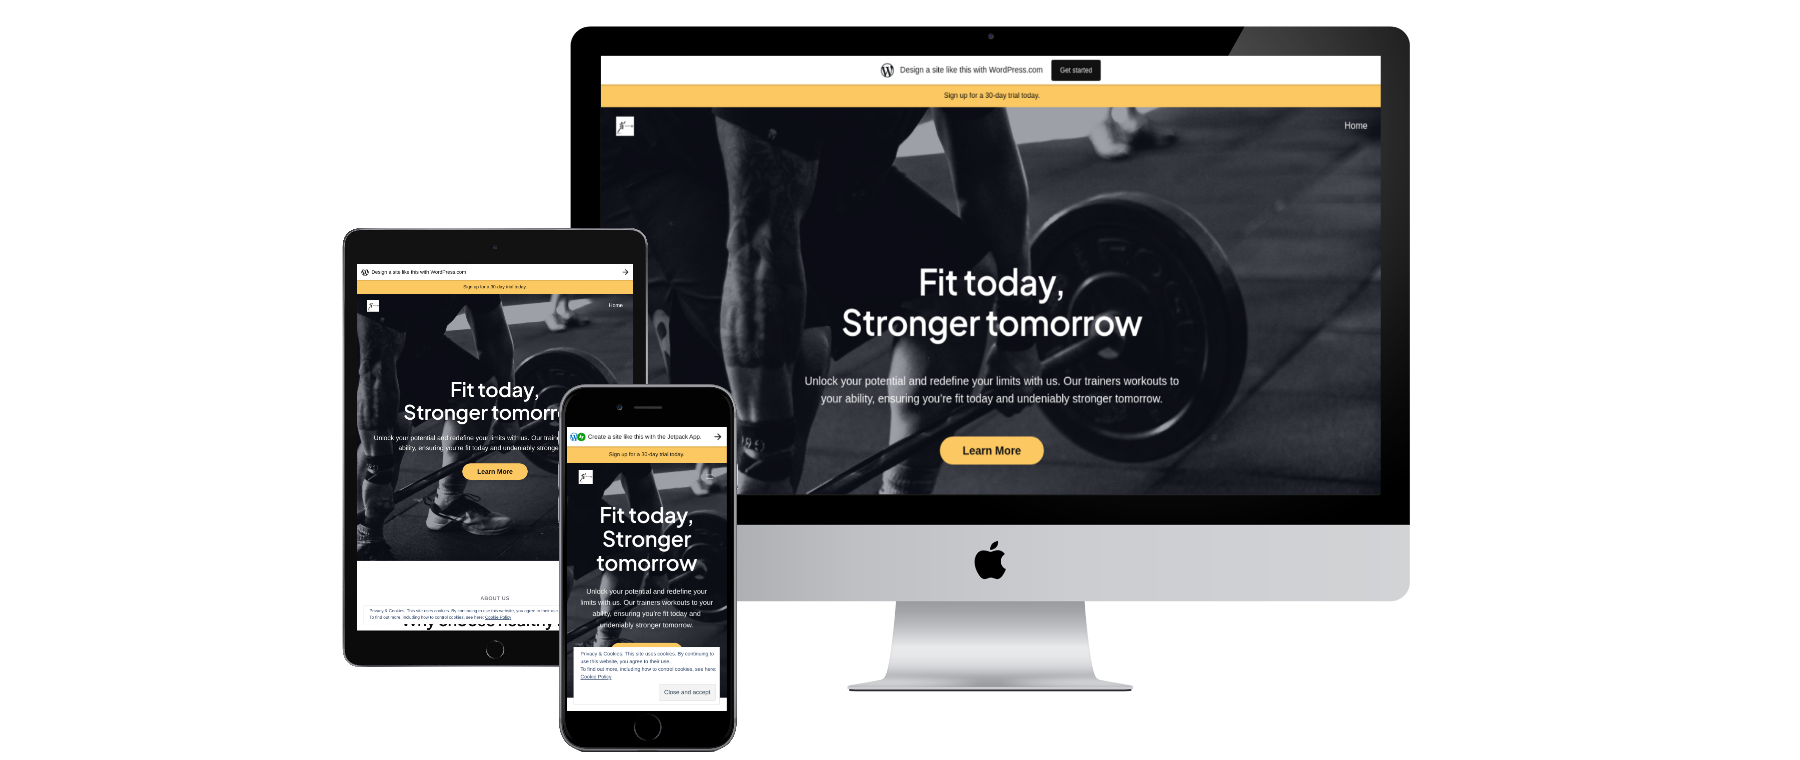 Design a site like this with WordPress.com
Get started
Sign up for a 30-day trial today.
Home
Fit today,
Stronger tomorrow
Unlock your potential and redefine your limits with us. Our trainers workouts to
your ability, ensuring you're fit today and undeniably stronger tomorrow.
Learn More
Design a site like this with WordPress.com
Sign up for a 30-day trial today.
Home
Fit today,
Stronger tomorr
Unlock your potential and redefine your limits with us. Our train
ability, ensuring you're fit today and undeniably stronge
Learn More
ABOUT US
Privacy & Cookies: This site uses cookies. By continuing to use this website, you agree to their use.
To find out more, including how to control cookies, see here: Cookie Policy
Why choose healthy
Create a site like this with the Jetpack App.
Sign up for a 30-day trial today.
Fit today,
Stronger
tomorrow
Unlock your potential and redefine your
limits with us. Our trainers workouts to your
ability, ensuring you're fit today and
undeniably stronger tomorrow.
Privacy & Cookies: This site uses cookies. By continuing to
use this website, you agree to their use.
To find out more, including how to control cookies, see here:
Cookie Policy
Close and accept